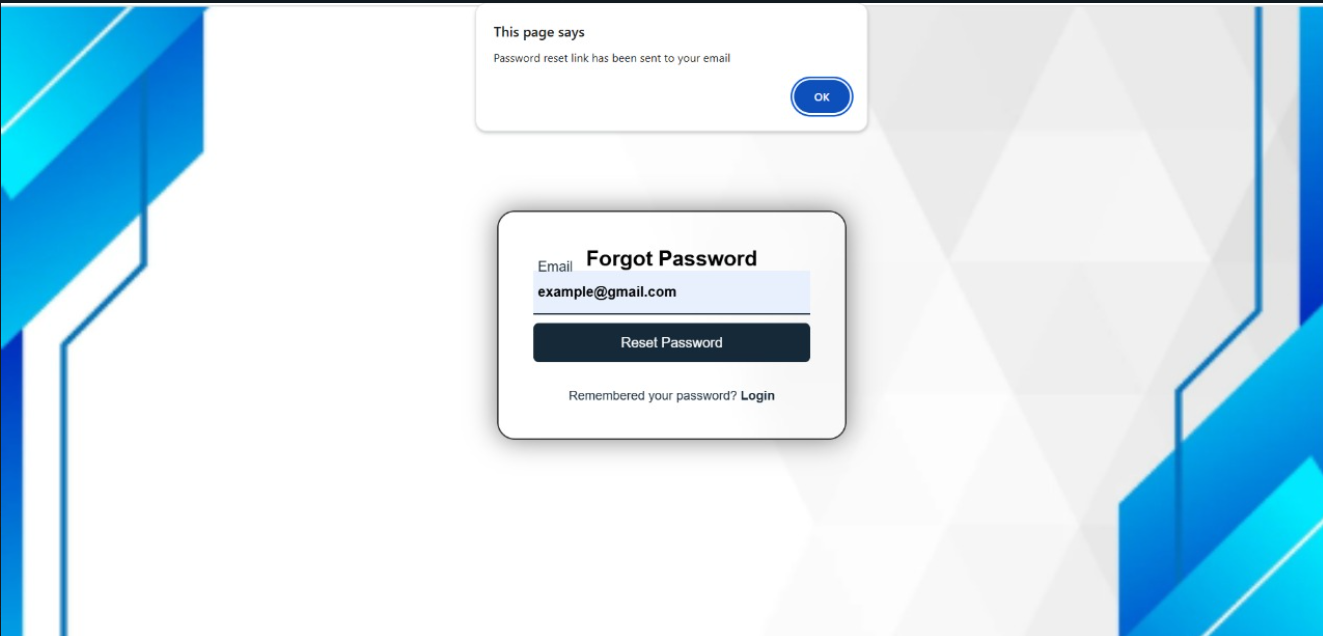 This page says
Password reset link has been sent to your email
OK
Forgot Password
Email
example@gmail.com
Reset Password
Remembered your password? Login